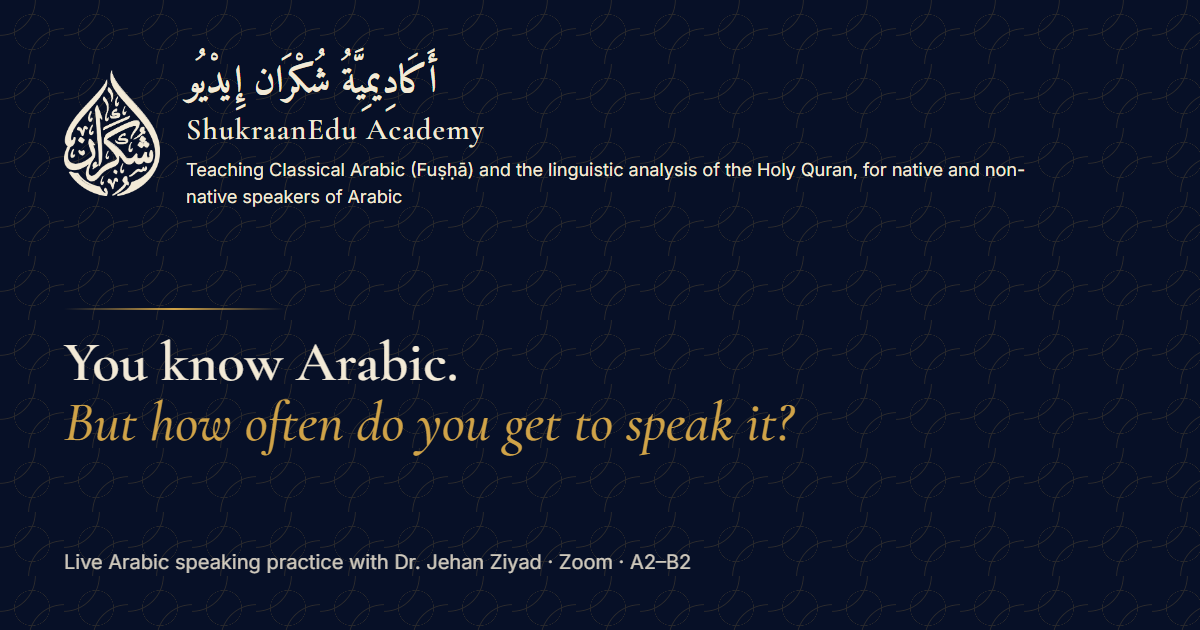 أَكَادِيمِيَّةُ شُكْرَان إِيدْيُو
شُكْرَان
ShukraanEdu Academy
Teaching Classical Arabic (Fuṣḥā) and the linguistic analysis of the Holy Quran, for native and non-
native speakers of Arabic
You know Arabic.
But how often do you get to speak it?
Live Arabic speaking practice with Dr. Jehan Ziyad · Zoom · A2–B2